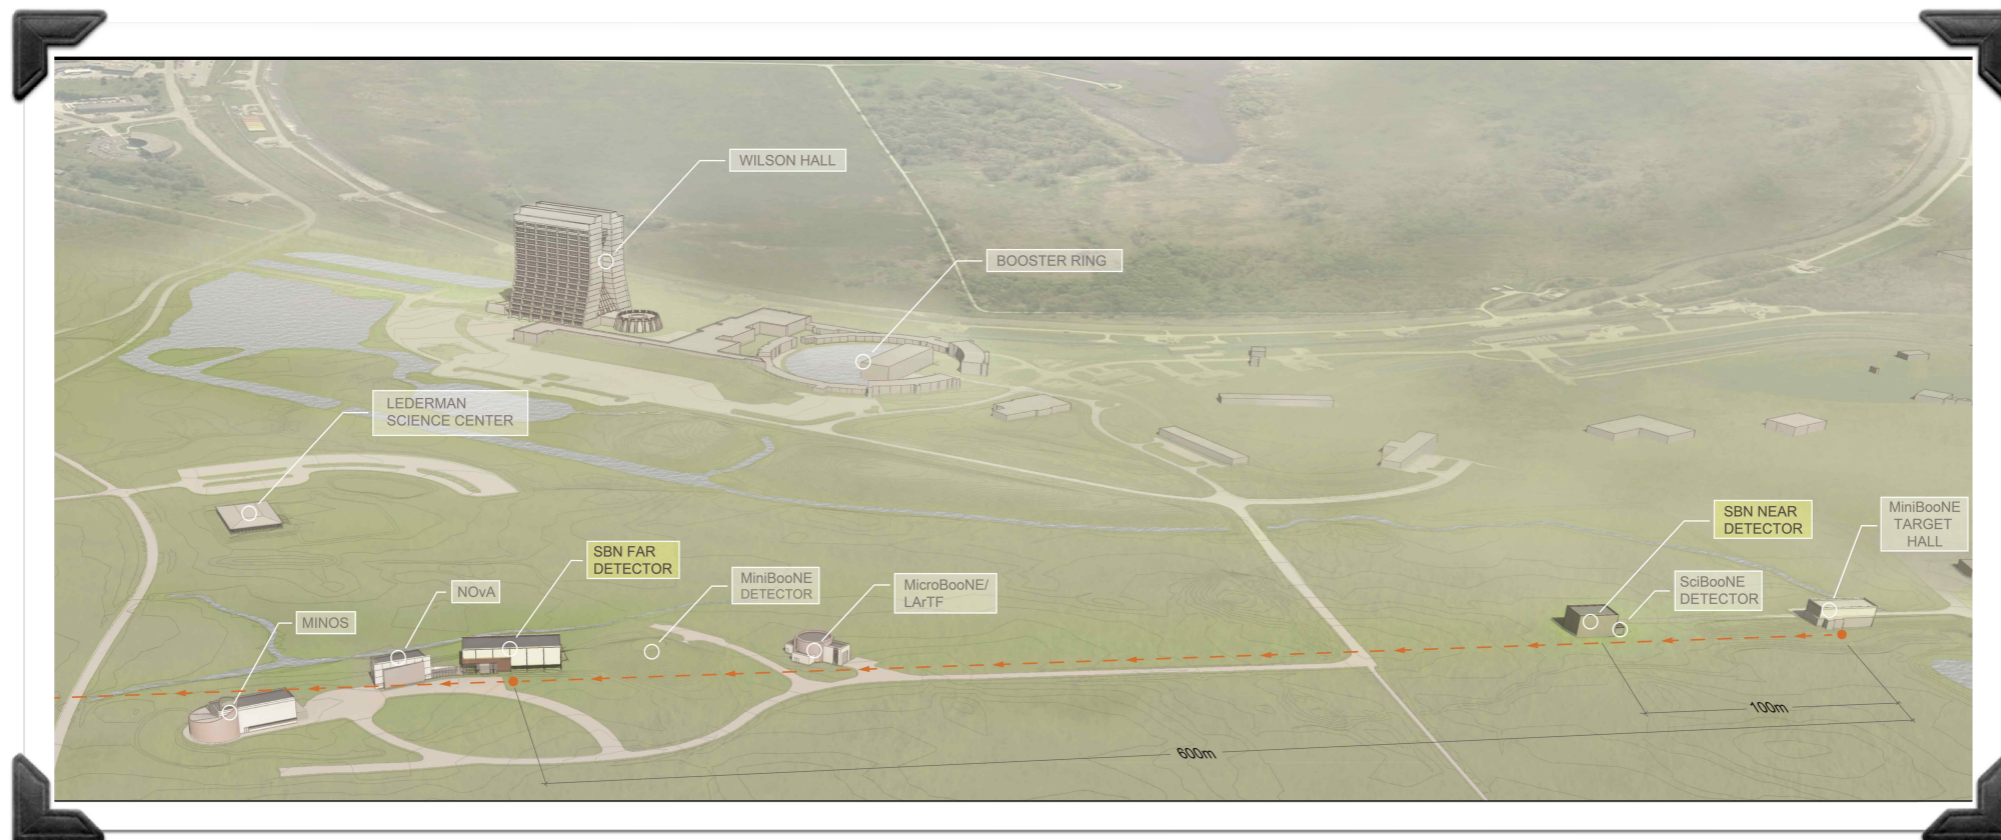 WILSON HALL
BOOSTER RING
LEDERMAN
SCIENCE CENTER
SBN NEAR
DETECTOR
MiniBooNE
TARGET
HALL
SBN FAR
DETECTOR
MiniBooNE
DETECTOR
MicroBooNE/
LArTF
SciBooNE
DETECTOR
NOvA
MINOS
100m
600m